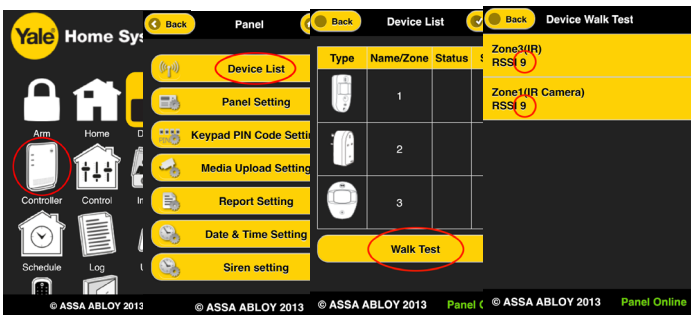 Yale Home Sys
Arm
Home
D
Controller
Control
In
Schedule
Log
© ASSA ABLOY 2013
Back
Panel
Device List
Panel Setting
PIN
Keypad PIN Code Settin
Media Upload Setting
Report Setting
Date & Time Setting
Siren setting
© ASSA ABLOY 2013
Back
Device List
Type Name/Zone Status S
1
2
3
Walk Test
© ASSA ABLOY 2013 Panel O
Back
Device Walk Test
Zone3(IR)
RSSI 9
Zone1(IR Camera)
RSSI 9
© ASSA ABLOY 2013 Panel Online